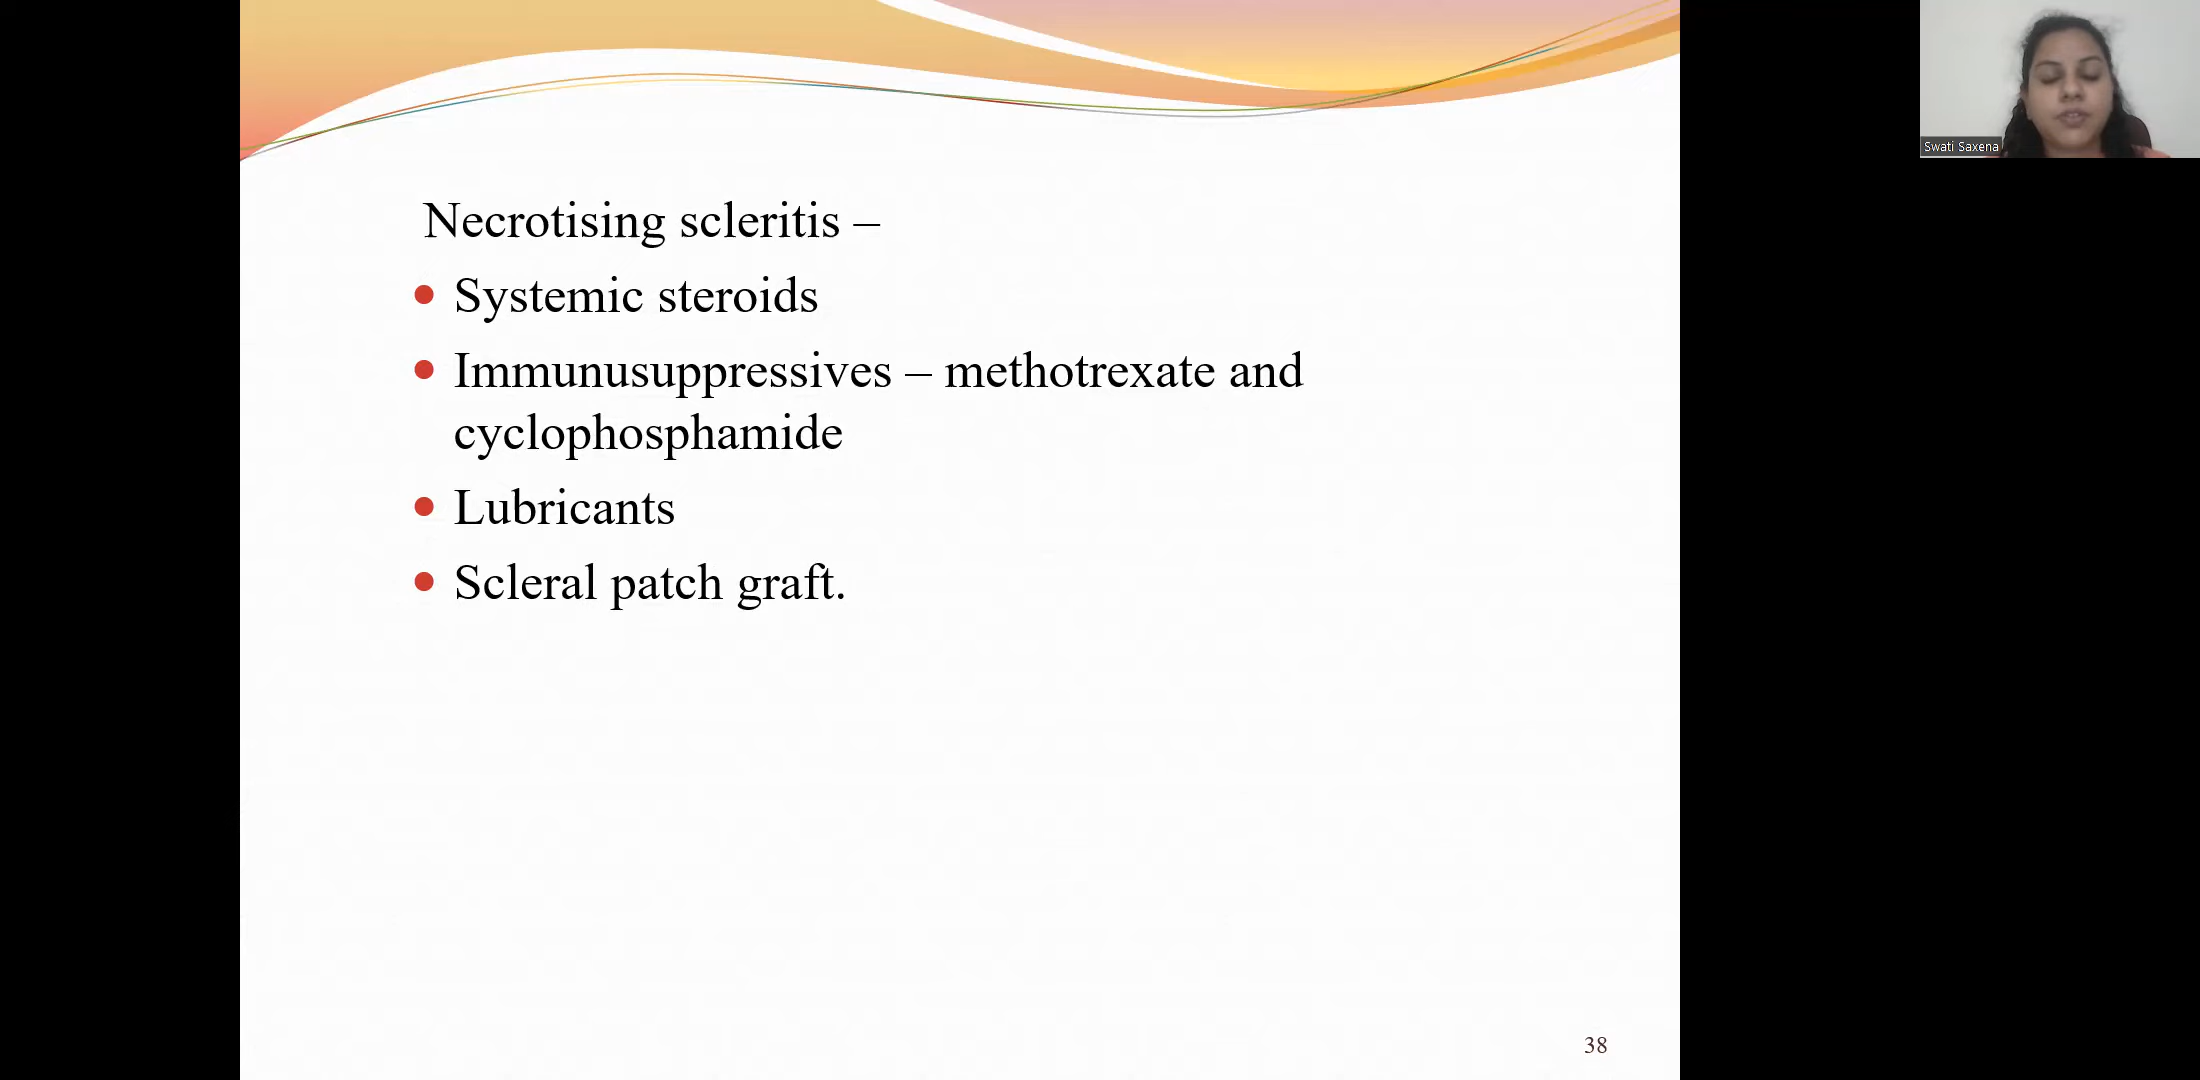 Necrotising scleritis –
• Systemic steroids
• Immunusuppressives – methotrexate and
cyclophosphamide
• Lubricants
• Scleral patch graft.
38
Swati Saxena